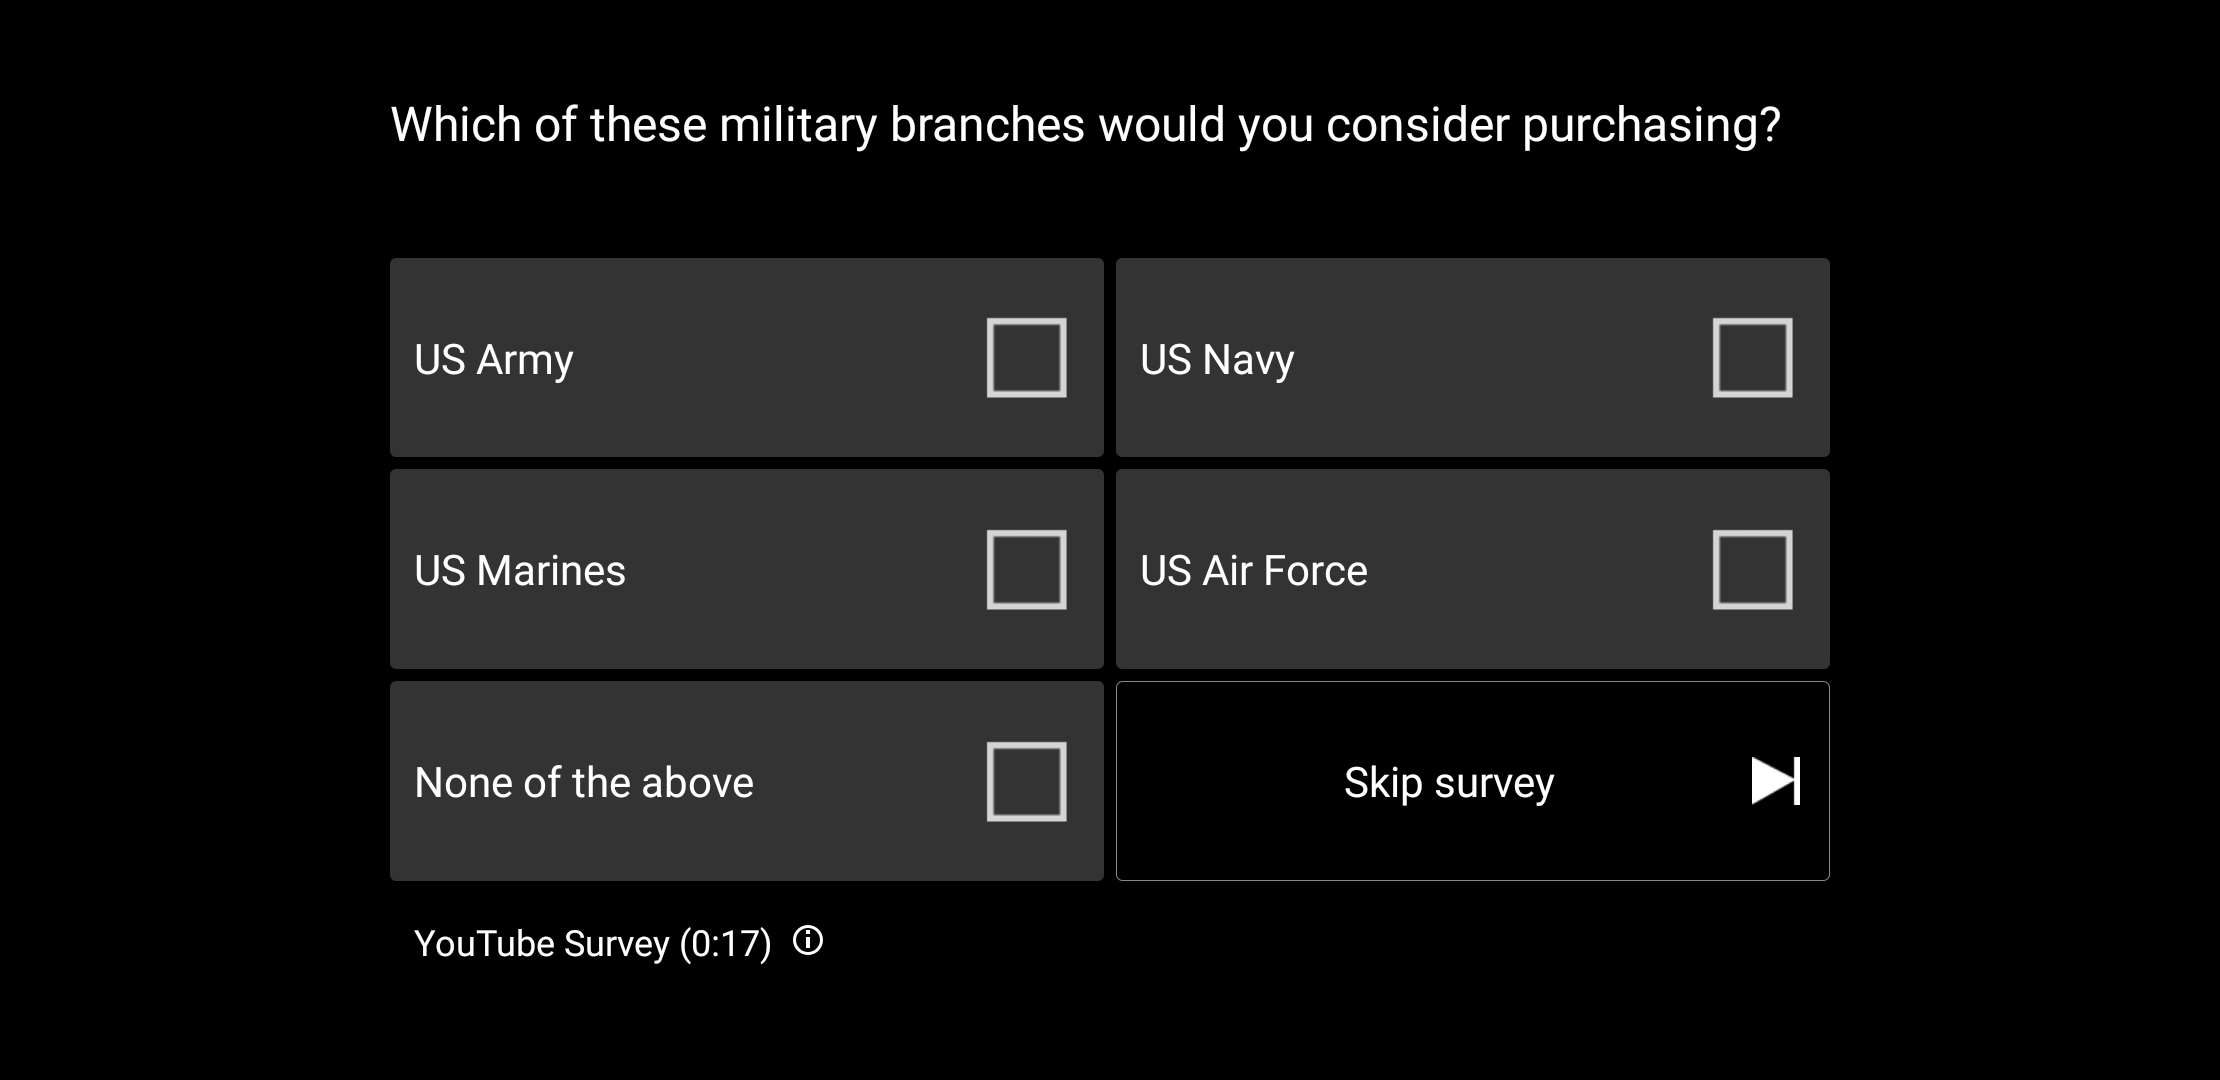 Which of these military branches would you consider purchasing?
US Army
US Navy
US Marines
US Air Force
None of the above
Skip survey
YouTube Survey (0:17)